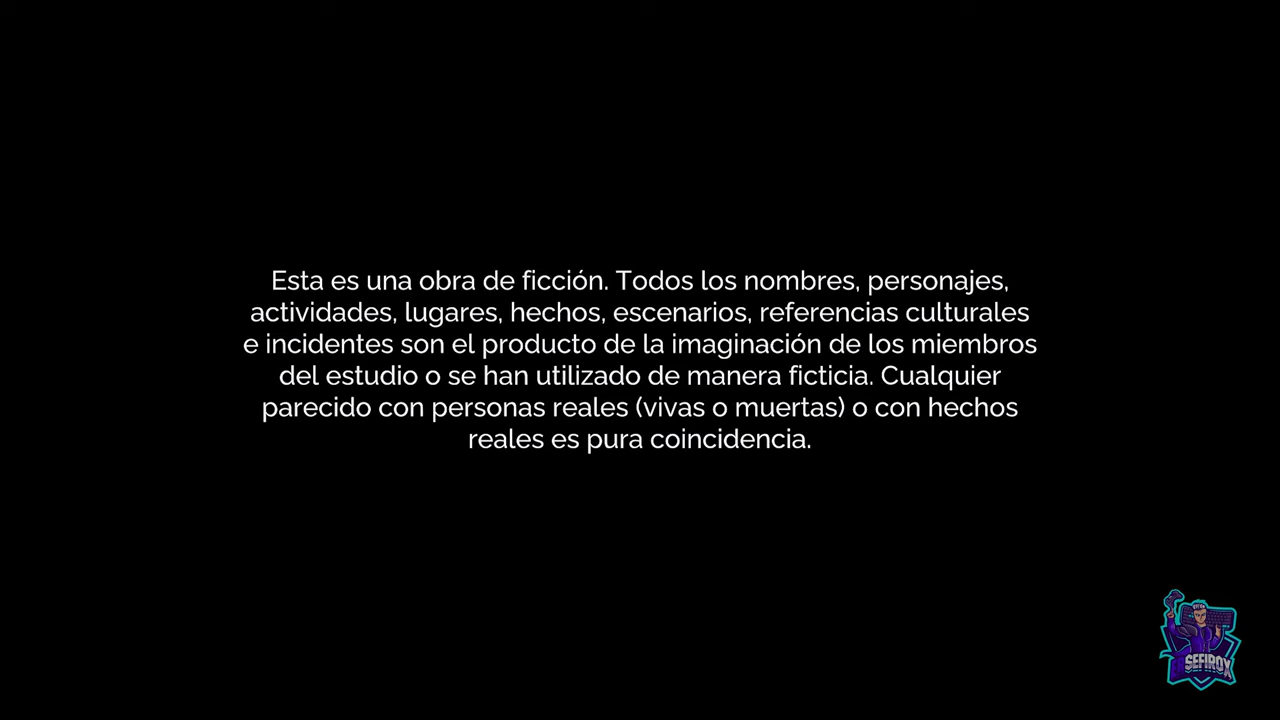 Esta es una obra de ficción. Todos los nombres, personajes,
actividades, lugares, hechos, escenarios, referencias culturales
e incidentes son el producto de la imaginación de los miembros
del estudio o se han utilizado de manera ficticia. Cualquier
parecido con personas reales (vivas o muertas) o con hechos
reales es pura coincidencia.
SEFIROX